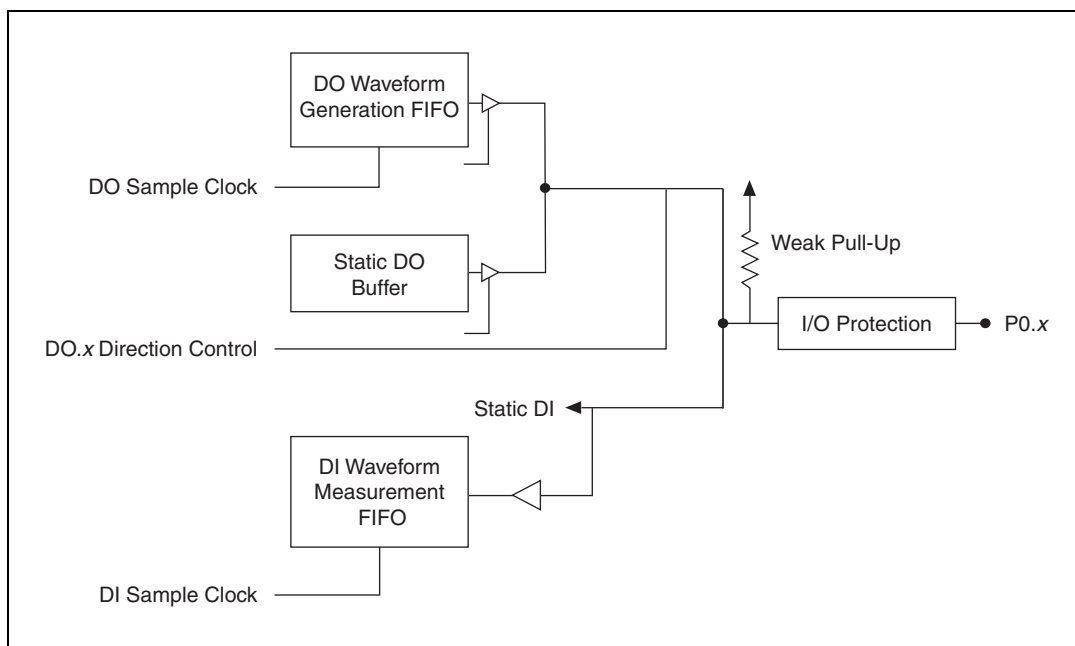 DO Waveform
Generation FIFO
DO Sample Clock
Static DO
Buffer
Weak Pull-Up
I/O Protection
P0.x
DO.x Direction Control
Static DI
DI Waveform
Measurement
FIFO
DI Sample Clock